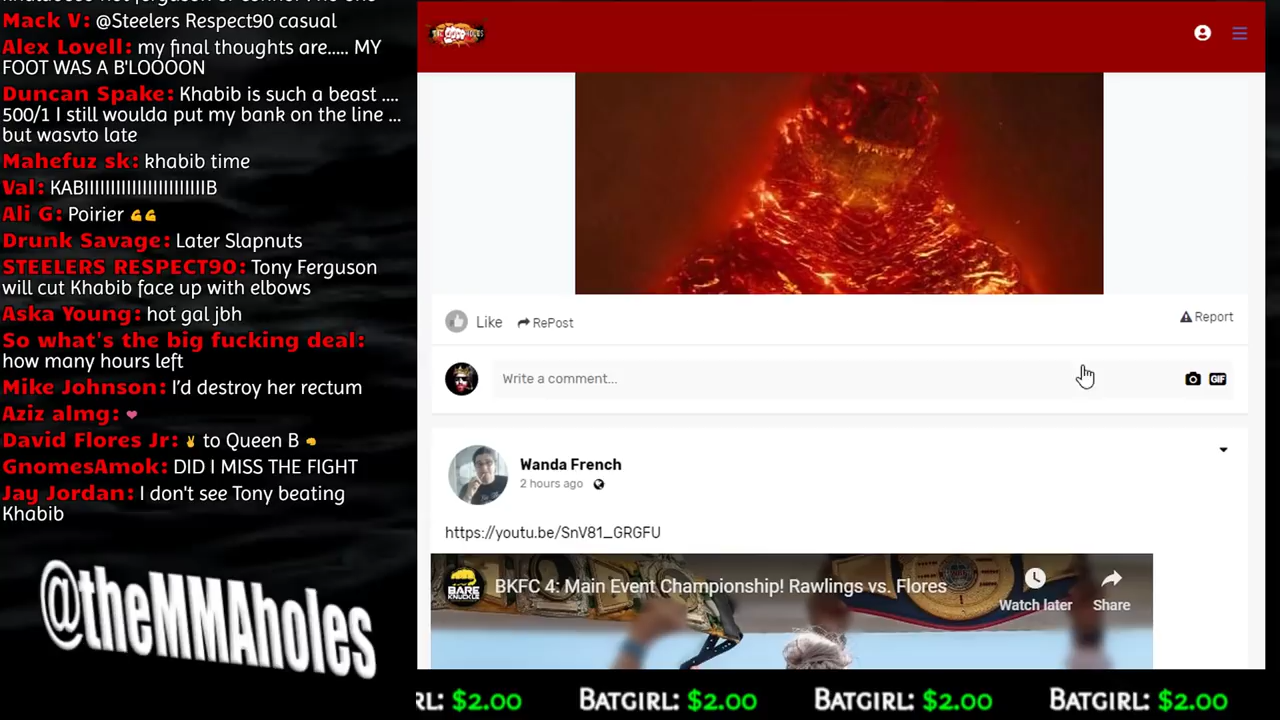 Mack V: @Steelers Respect90 casual
Alex Lovell: my final thoughts are..... MY
FOOT WAS A B'LOOOON
Duncan Spake: Khabib is such a beast ....
500/1 I still woulda put my bank on the line ...
but wasvto late
Mahefuz sk: khabib time
Val: KABIIIIIIIIIIIIIIIIIIIIIIIB
Ali G: Poirier 💪💪
Drunk Savage: Later Slapnuts
STEELERS RESPECT90: Tony Ferguson
will cut Khabib face up with elbows
Aska Young: hot gal jbh
So what's the big fucking deal:
how many hours left
Mike Johnson: I'd destroy her rectum
Aziz almg: ❤
David Flores Jr: ✌ to Queen B 👊
GnomesAmok: DID I MISS THE FIGHT
Jay Jordan: I don't see Tony beating
Khabib
@theMMAholes
Like
RePost
Report
Write a comment...
GIF
Wanda French
2 hours ago
https://youtu.be/SnV81_GRGFU
BARE KNUCKLE
BKFC 4: Main Event Championship! Rawlings vs. Flores
Watch later
Share
RL: $2.00 BATGIRL: $2.00 BATGIRL: $2.00 BATGIRL: $2.00